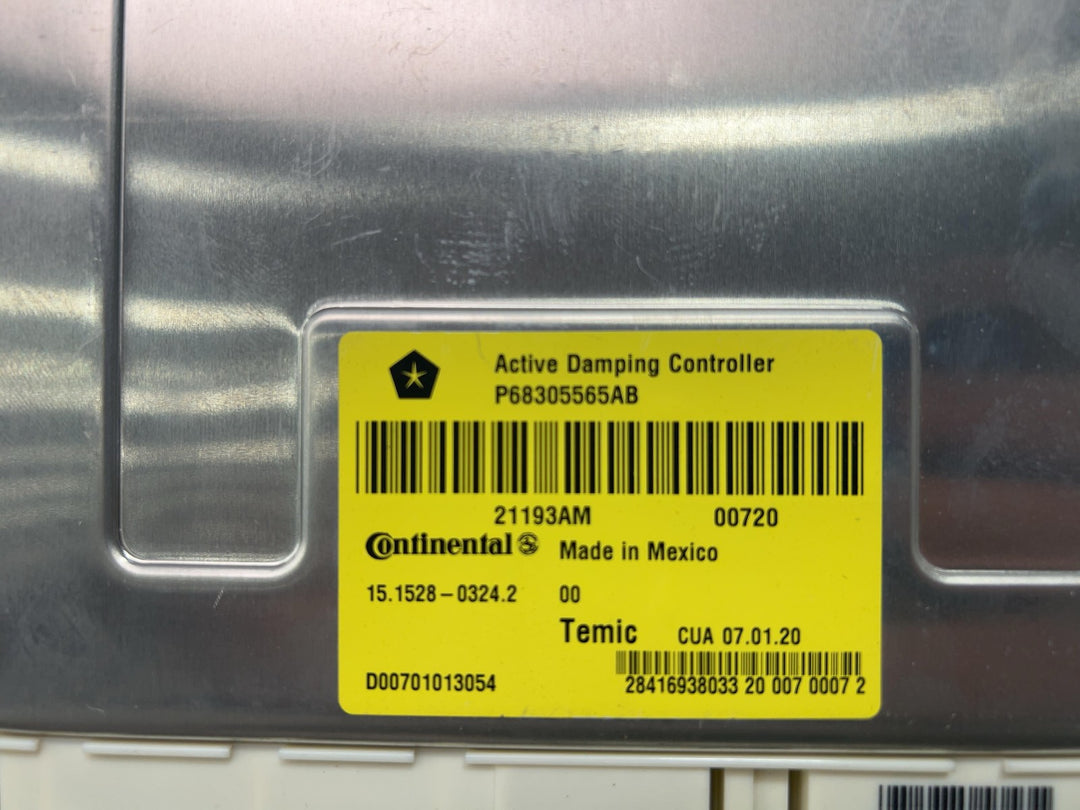 Active Damping Controller
P68305565AB
21193AM 00720
Continental Made in Mexico
15.1528-0324.2 00
Temic CUA 07.01.20
D00701013054 28416938033 20 007 0007 2